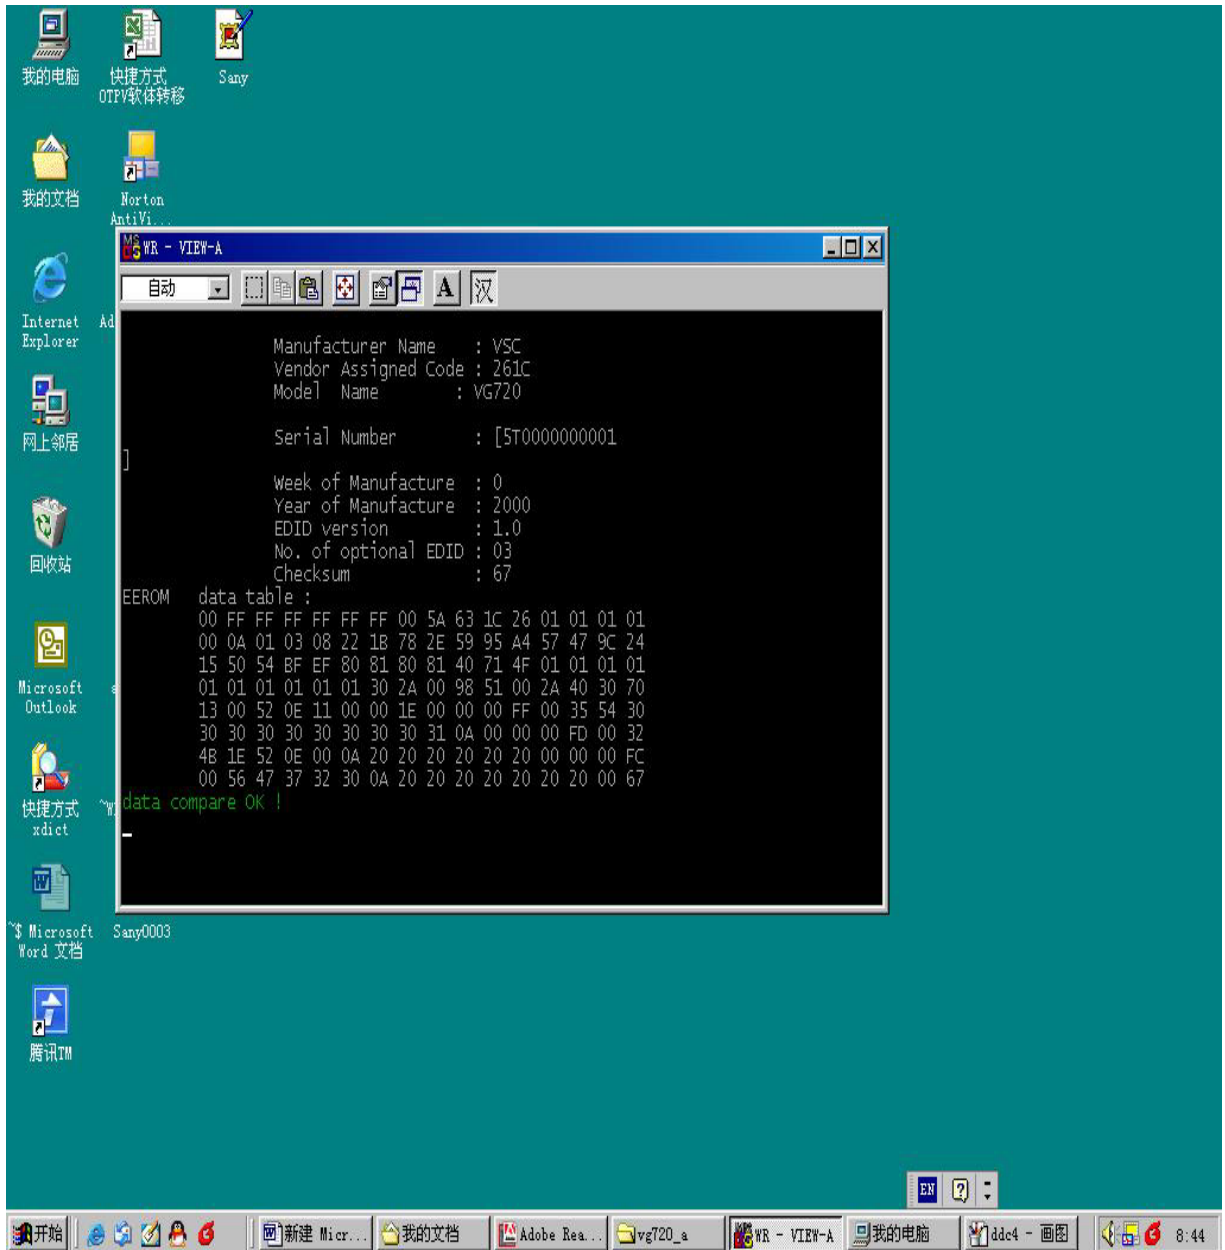 我的电脑
快捷方式
OTPV软体转移
Sany
我的文档
Norton
AntiVi...
Internet
Explorer
Ad
网上邻居
回收站
Microsoft
Outlook
快捷方式
xdict
~$ Microsoft
Word 文档
Sany0003
腾讯TM
WR - VIEW-A
自动
A
汉
Manufacturer Name : VSC
Vendor Assigned Code : 261C
Model Name : VG720
Serial Number : [5T0000000001
]
Week of Manufacture : 0
Year of Manufacture : 2000
EDID version : 1.0
No. of optional EDID : 03
Checksum : 67
EEROM data table :
00 FF FF FF FF FF FF 00 5A 63 1C 26 01 01 01 01
00 0A 01 03 08 22 1B 78 2E 59 95 A4 57 47 9C 24
15 50 54 BF EF 80 81 80 81 40 71 4F 01 01 01 01
01 01 01 01 01 01 30 2A 00 98 51 00 2A 40 30 70
13 00 52 0E 11 00 00 1E 00 00 00 FF 00 35 54 30
30 30 30 30 30 30 30 30 31 0A 00 00 00 FD 00 32
4B 1E 52 0E 00 0A 20 20 20 20 20 20 00 00 00 FC
00 56 47 37 32 30 0A 20 20 20 20 20 20 20 00 67
data compare OK !
EN
开始
新建 Micr...
我的文档
Adobe Rea...
vg720_a
WR - VIEW-A
我的电脑
ddc4 - 画图
8:44